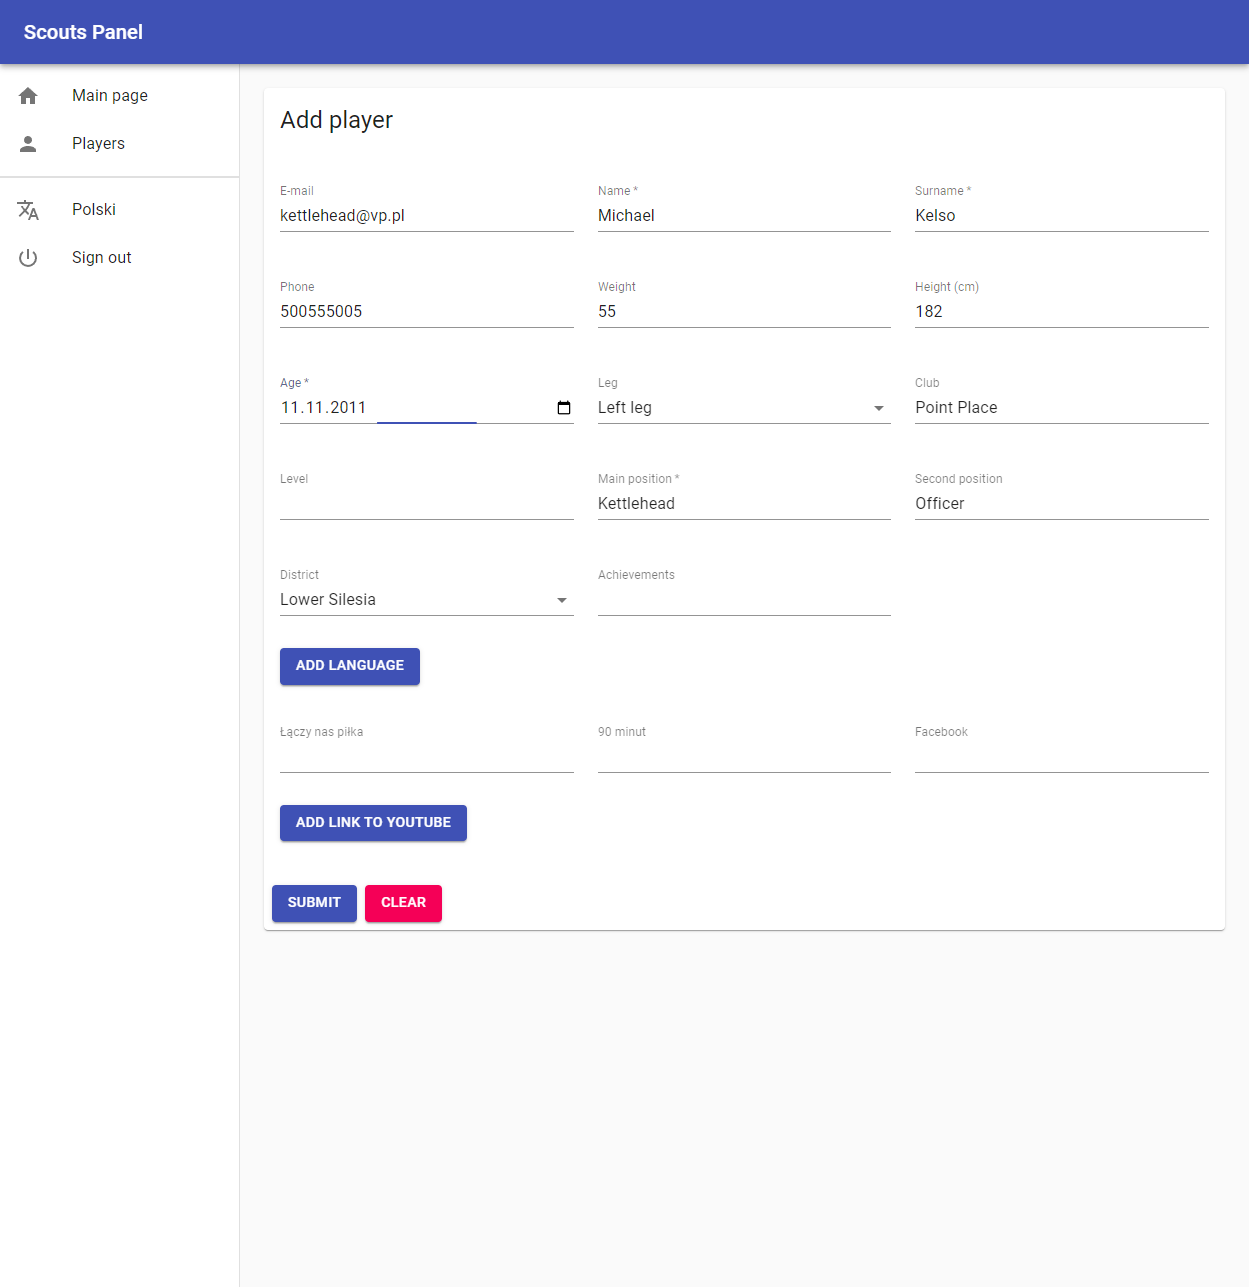 Scouts Panel
Main page
Players
Polski
Sign out
Add player
E-mail Name * Surname *
kettlehead@vp.pl Michael Kelso
Phone Weight Height (cm)
500555005 55 182
Age * Leg Club
11.11.2011 Left leg Point Place
Level Main position * Second position
Kettlehead Officer
District Achievements
Lower Silesia
ADD LANGUAGE
Łączy nas piłka 90 minut Facebook
ADD LINK TO YOUTUBE
SUBMIT CLEAR